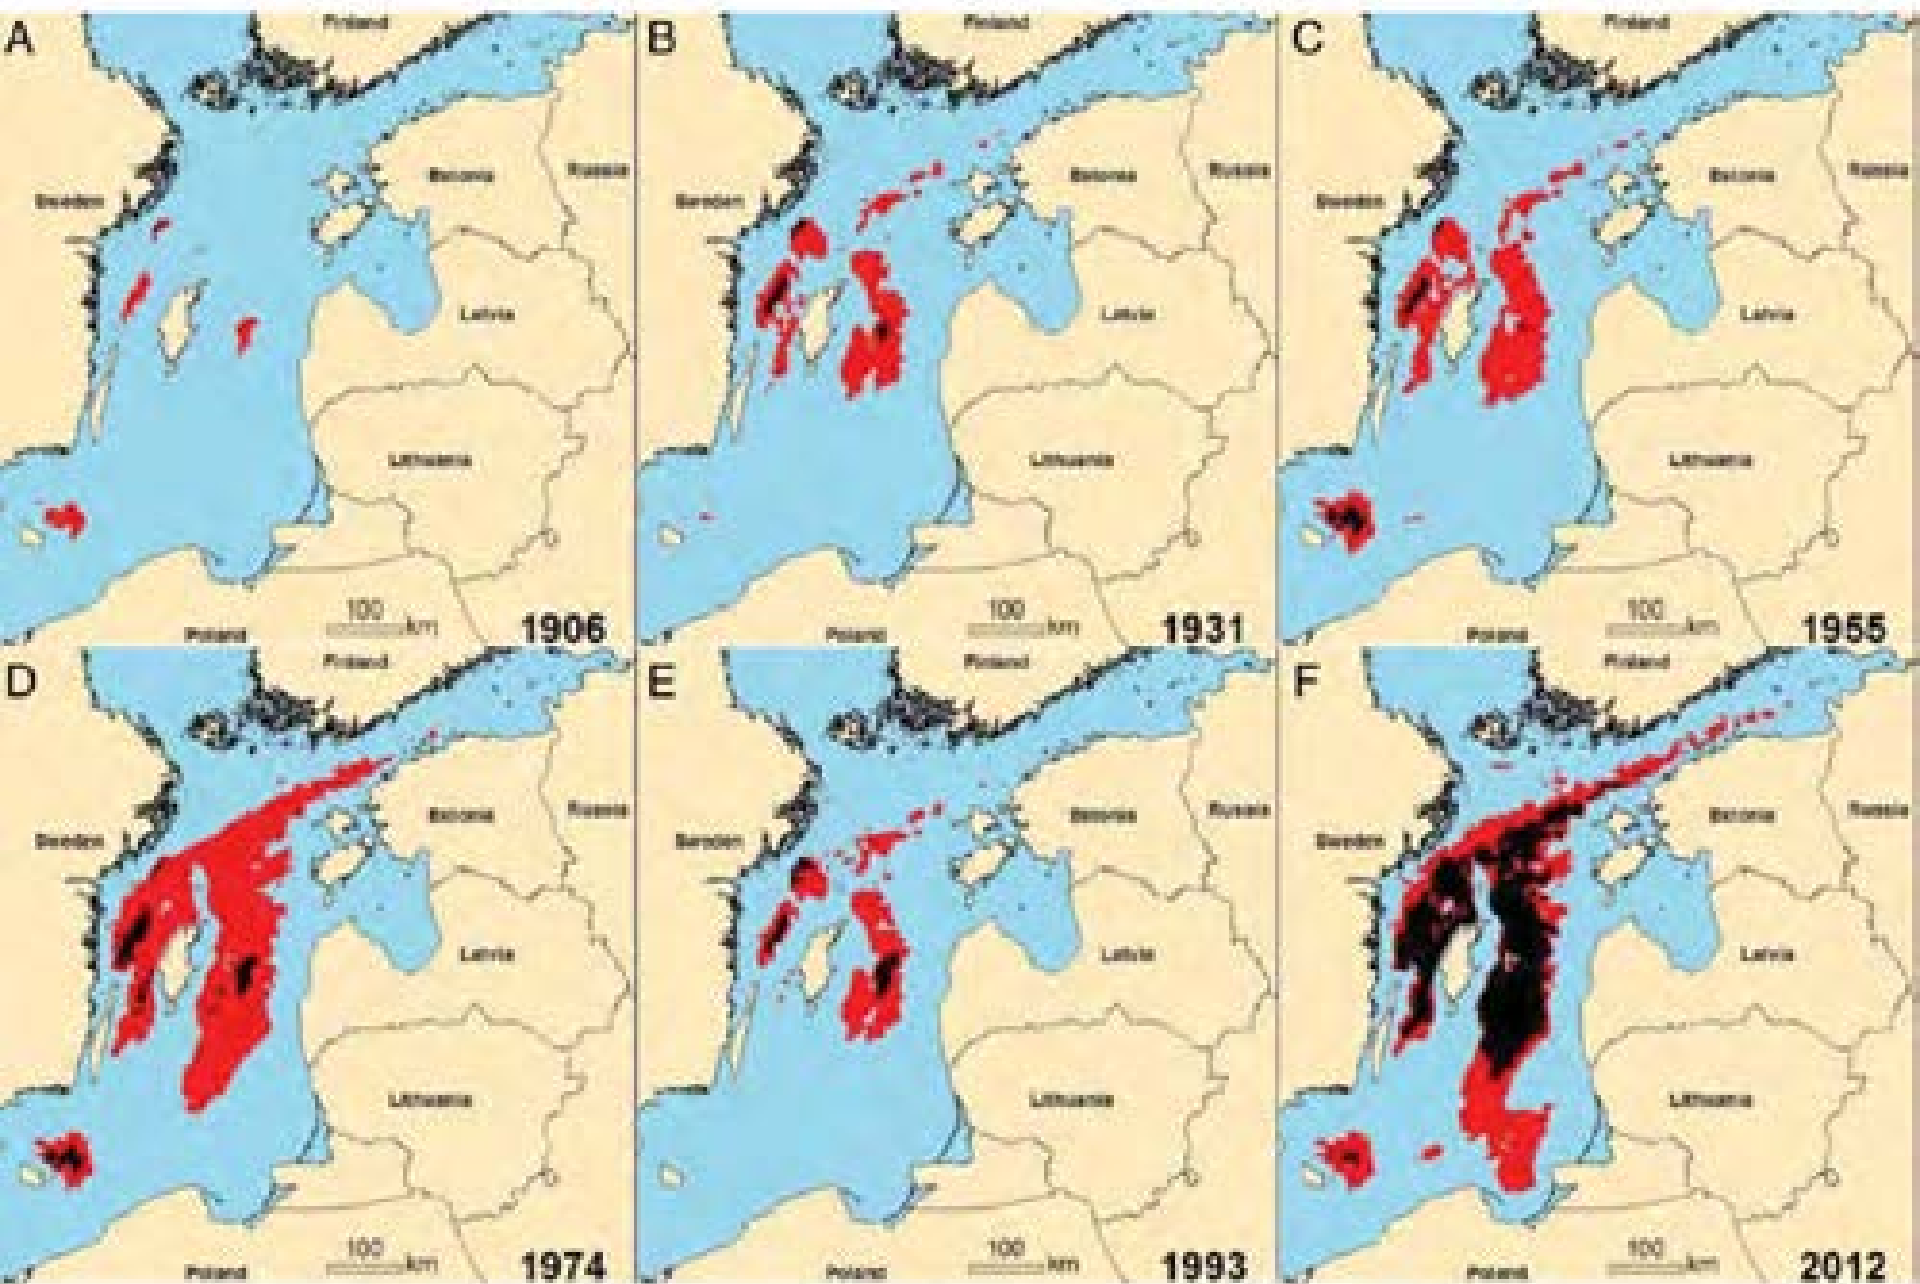 A
Finland
Estonia
Russia
Sweden
Latvia
Lithuania
100
km
Poland
1906
B
Finland
Estonia
Russia
Sweden
Latvia
Lithuania
100
km
Poland
1931
C
Finland
Estonia
Russia
Sweden
Latvia
Lithuania
100
km
Poland
1955
D
Finland
Estonia
Russia
Sweden
Latvia
Lithuania
100
km
Poland
1974
E
Finland
Estonia
Russia
Sweden
Latvia
Lithuania
100
km
Poland
1993
F
Finland
Estonia
Russia
Sweden
Latvia
Lithuania
100
km
Poland
2012